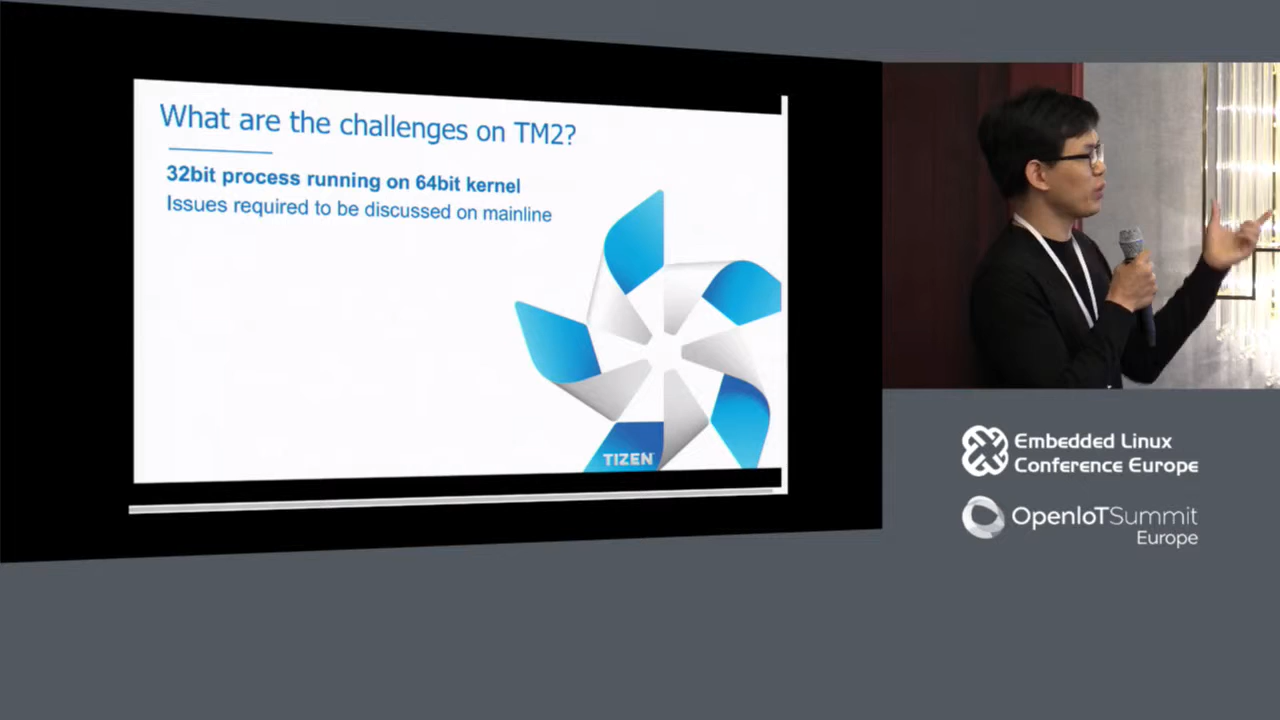 What are the challenges on TM2?
32bit process running on 64bit kernel
Issues required to be discussed on mainline
TIZEN
Embedded Linux
Conference Europe
OpenIoTSummit
Europe